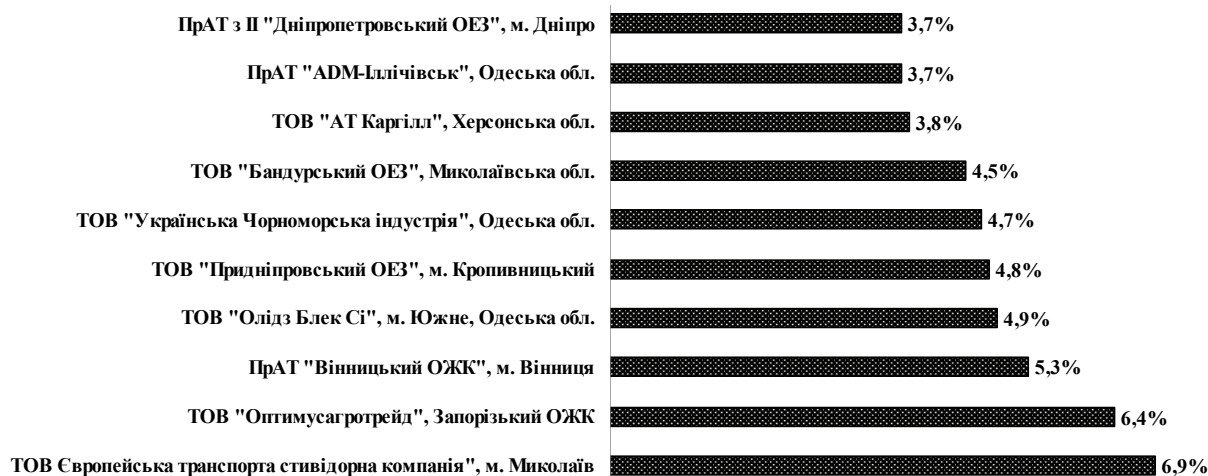 ПрАТ з ІІ "Дніпропетровський ОЕЗ", м. Дніпро 3,7%
ПрАТ "ADM-Іллічівськ", Одеська обл. 3,7%
ТОВ "АТ Каргілл", Херсонська обл. 3,8%
ТОВ "Бандурський ОЕЗ", Миколаївська обл. 4,5%
ТОВ "Українська Чорноморська індустрія", Одеська обл. 4,7%
ТОВ "Придніпровський ОЕЗ", м. Кропивницький 4,8%
ТОВ "Олідз Блек Сі", м. Южне, Одеська обл. 4,9%
ПрАТ "Вінницький ОЖК", м. Вінниця 5,3%
ТОВ "Оптимусагротрейд", Запорізький ОЖК 6,4%
ТОВ Європейська транспорта стивідорна компанія", м. Миколаїв 6,9%